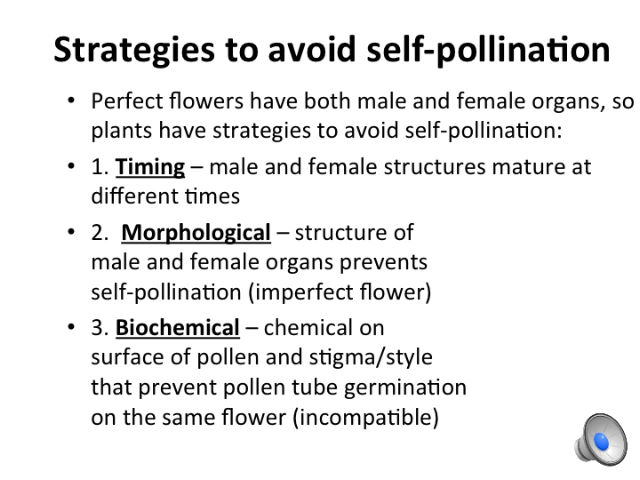 Strategies to avoid self-pollination
• Perfect flowers have both male and female organs, so
plants have strategies to avoid self-pollination:
• 1. Timing – male and female structures mature at
different times
• 2.  Morphological – structure of
male and female organs prevents
self-pollination (imperfect flower)
• 3. Biochemical – chemical on
surface of pollen and stigma/style
that prevent pollen tube germination
on the same flower (incompatible)